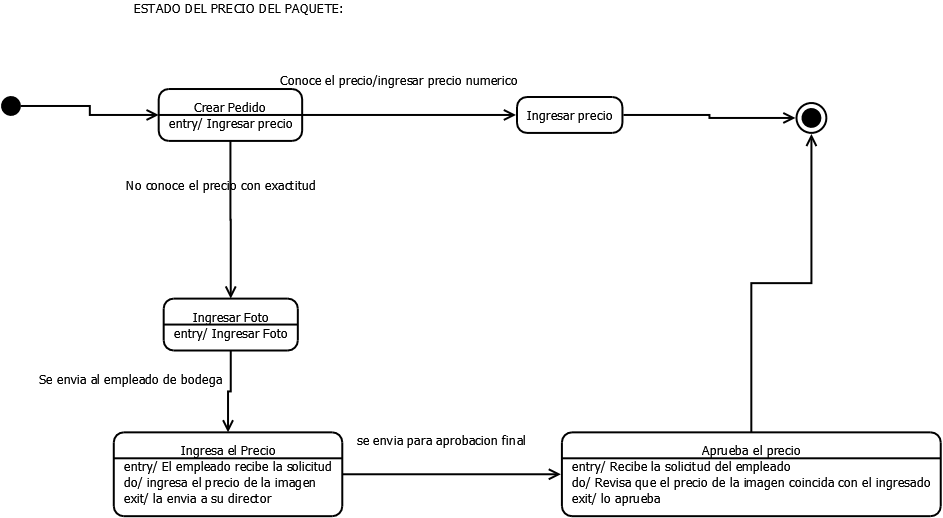 ESTADO DEL PRECIO DEL PAQUETE:
Conoce el precio/ingresar precio numerico
Crear Pedido
entry/ Ingresar precio
Ingresar precio
No conoce el precio con exactitud
Ingresar Foto
entry/ Ingresar Foto
Se envia al empleado de bodega
Ingresa el Precio
entry/ El empleado recibe la solicitud
do/ ingresa el precio de la imagen
exit/ la envia a su director
se envia para aprobacion final
Aprueba el precio
entry/ Recibe la solicitud del empleado
do/ Revisa que el precio de la imagen coincida con el ingresado
exit/ lo aprueba